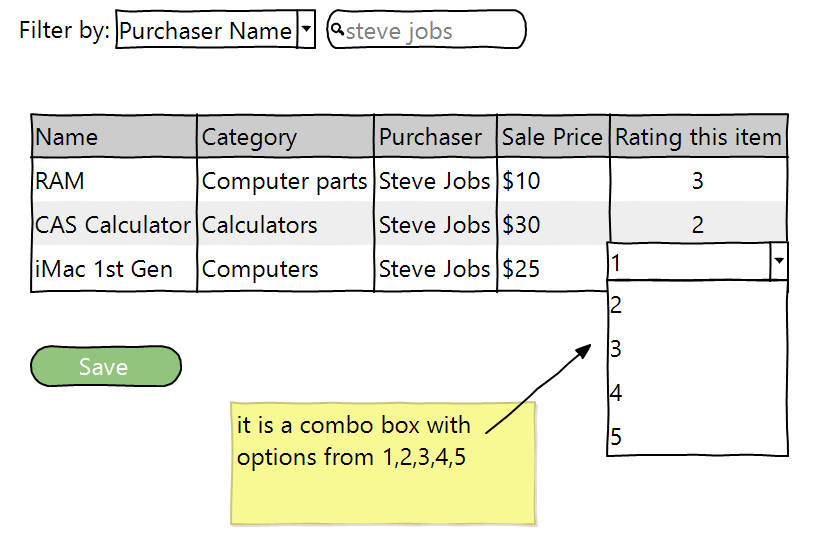 Filter by: Purchaser Name steve jobs
Name Category Purchaser Sale Price Rating this item
RAM Computer parts Steve Jobs $10 3
CAS Calculator Calculators Steve Jobs $30 2
iMac 1st Gen Computers Steve Jobs $25 1
2
3
4
5
Save
it is a combo box with
options from 1,2,3,4,5